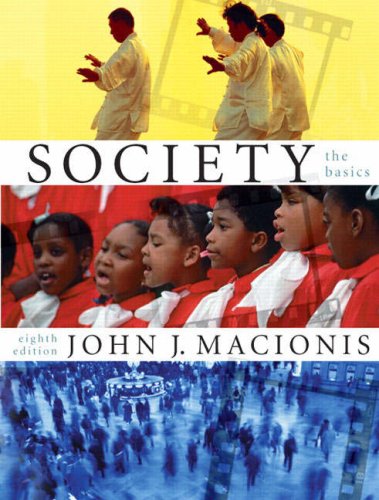 SOCIETY
the
basics
eighth
edition
JOHN J. MACIONIS